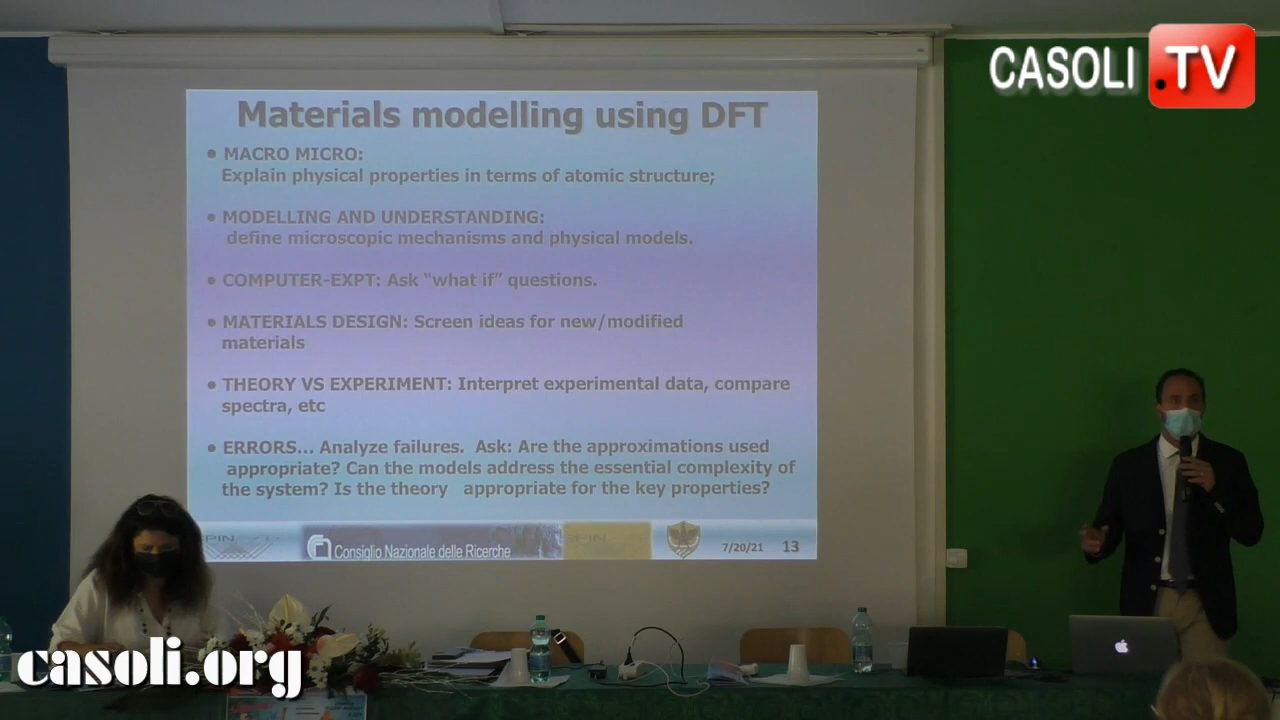 CASOLI.TV
Materials modelling using DFT
• MACRO MICRO:
Explain physical properties in terms of atomic structure;
• MODELLING AND UNDERSTANDING:
define microscopic mechanisms and physical models.
• COMPUTER-EXPT: Ask “what if” questions.
• MATERIALS DESIGN: Screen ideas for new/modified
materials
• THEORY VS EXPERIMENT: Interpret experimental data, compare
spectra, etc
• ERRORS... Analyze failures. Ask: Are the approximations used
appropriate? Can the models address the essential complexity of
the system? Is the theory appropriate for the key properties?
SPIN
Consiglio Nazionale delle Ricerche
SPIN
7/20/21 13
casoli.org